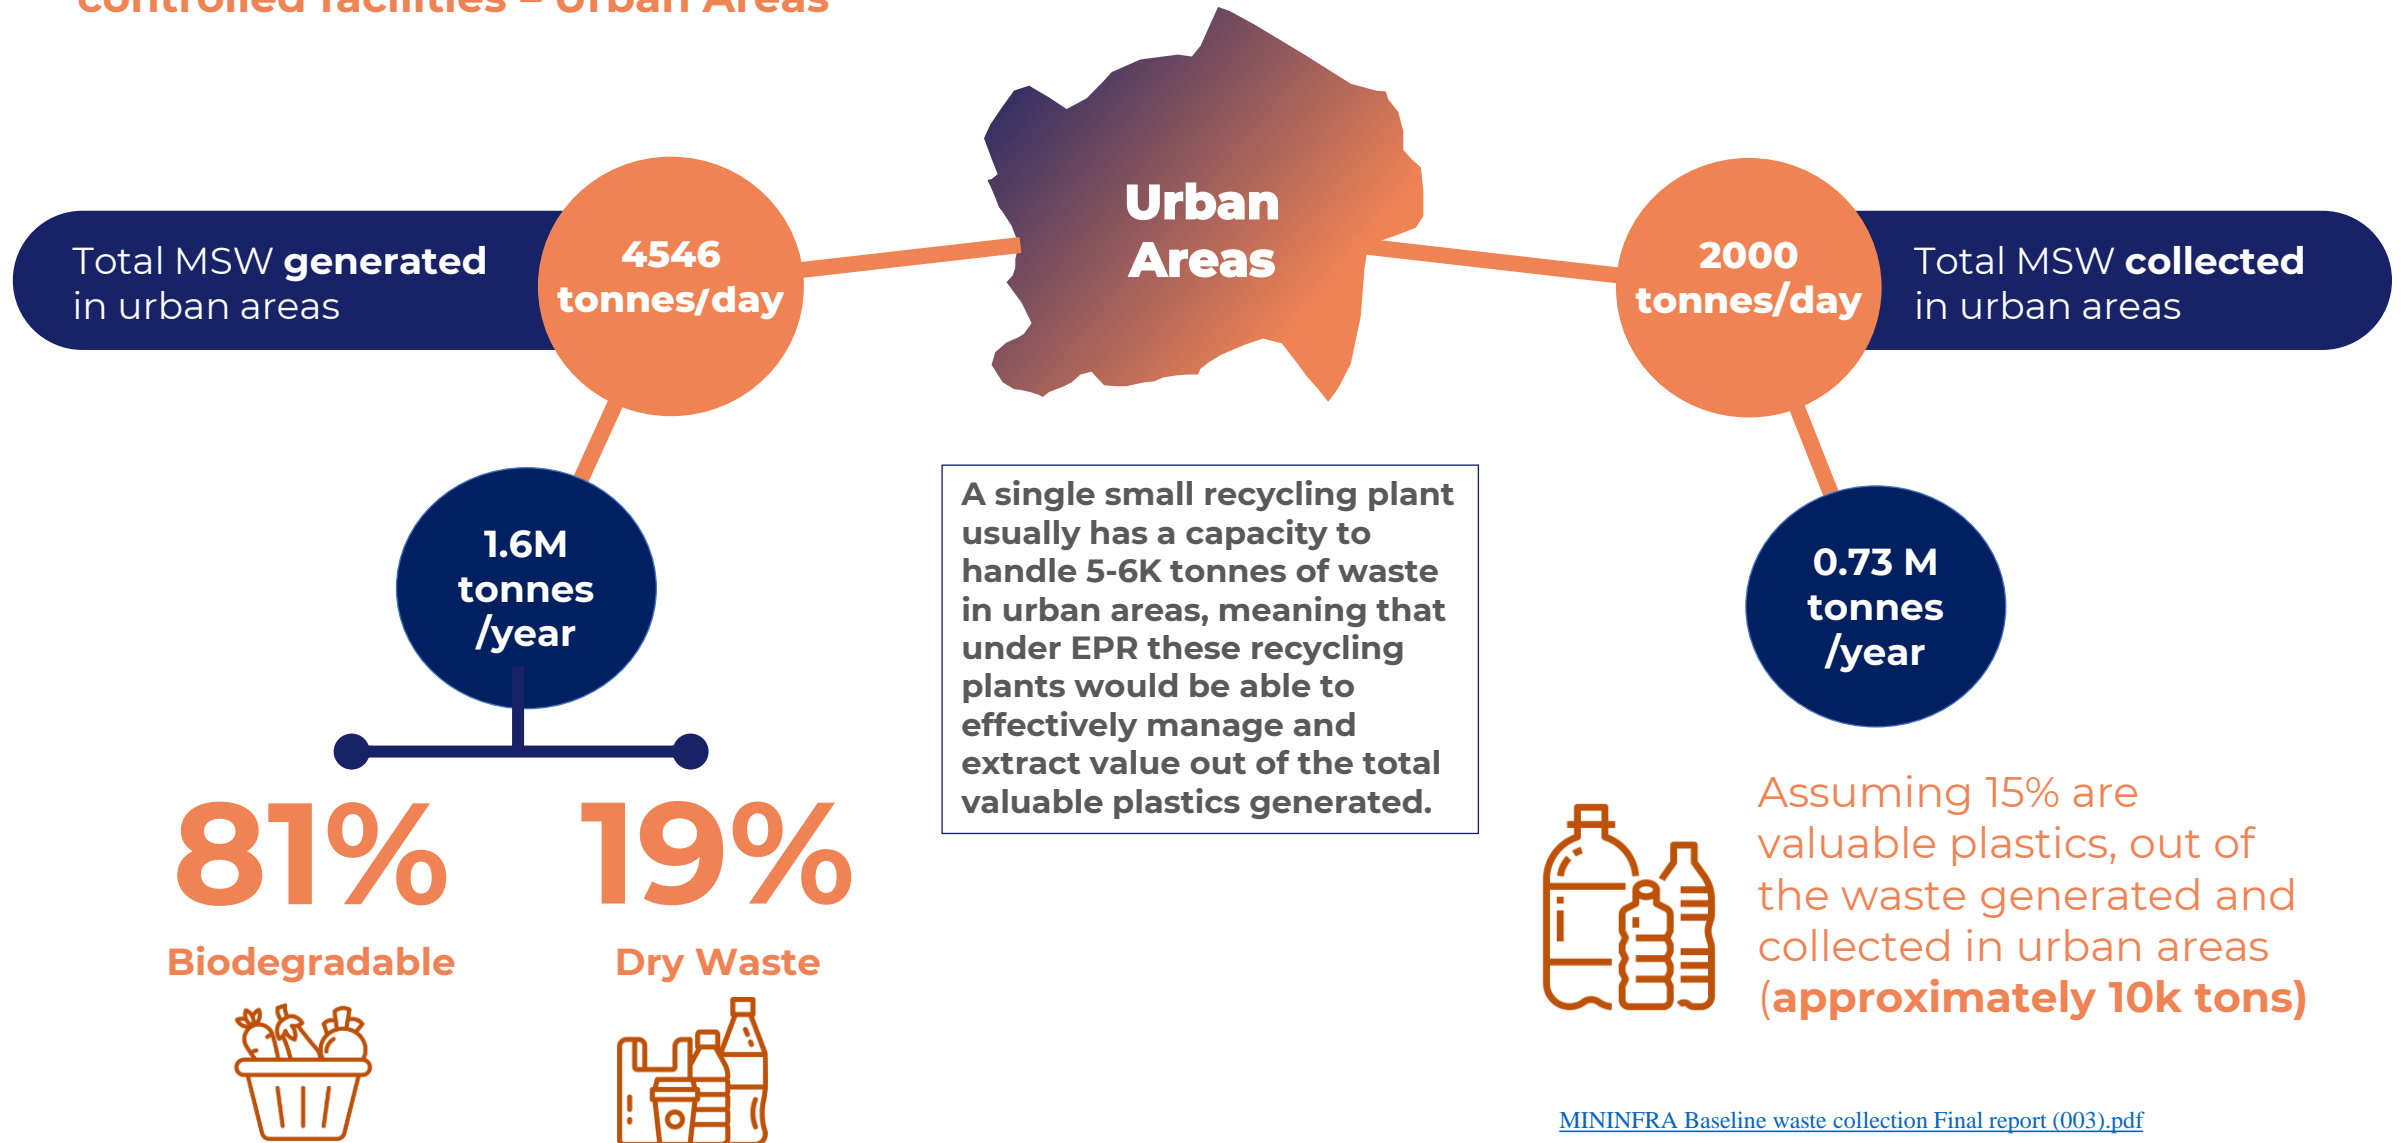 controlled facilities – Urban Areas
Total MSW generated
in urban areas
4546
tonnes/day
Urban
Areas
2000
tonnes/day
Total MSW collected
in urban areas
1.6M
tonnes
/year
81%
Biodegradable
19%
Dry Waste
A single small recycling plant
usually has a capacity to
handle 5-6K tonnes of waste
in urban areas, meaning that
under EPR these recycling
plants would be able to
effectively manage and
extract value out of the total
valuable plastics generated.
0.73 M
tonnes
/year
Assuming 15% are
valuable plastics, out of
the waste generated and
collected in urban areas
(approximately 10k tons)
MININFRA Baseline waste collection Final report (003).pdf